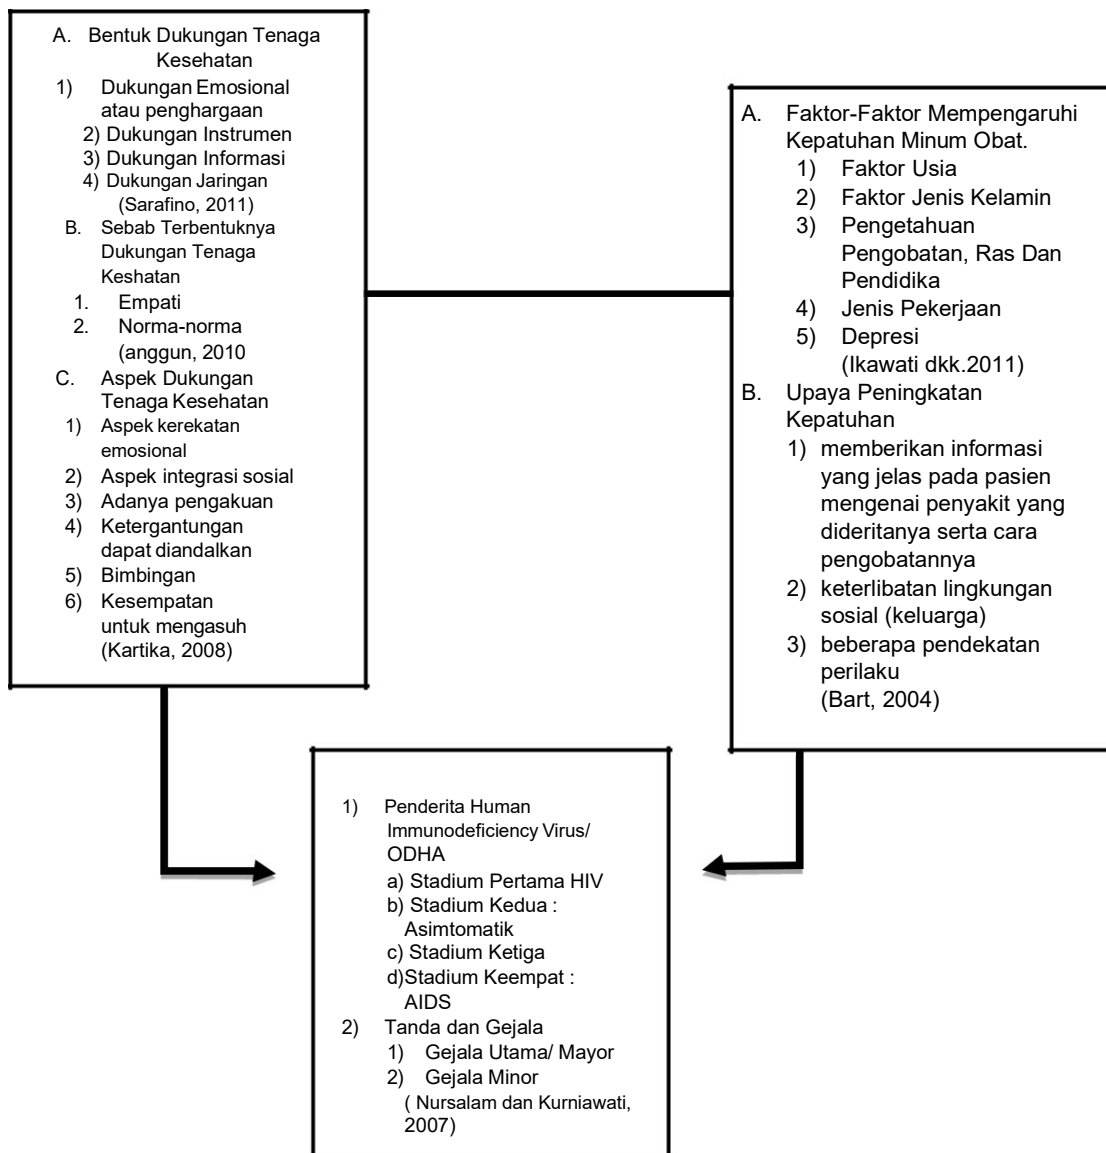 A. Bentuk Dukungan Tenaga
Kesehatan
1) Dukungan Emosional
atau penghargaan
2) Dukungan Instrumen
3) Dukungan Informasi
4) Dukungan Jaringan
(Sarafino, 2011)
B. Sebab Terbentuknya
Dukungan Tenaga
Keshatan
1. Empati
2. Norma-norma
(anggun, 2010
C. Aspek Dukungan
Tenaga Kesehatan
1) Aspek kerekatan
emosional
2) Aspek integrasi sosial
3) Adanya pengakuan
4) Ketergantungan
dapat diandalkan
5) Bimbingan
6) Kesempatan
untuk mengasuh
(Kartika, 2008)
A. Faktor-Faktor Mempengaruhi
Kepatuhan Minum Obat.
1) Faktor Usia
2) Faktor Jenis Kelamin
3) Pengetahuan
Pengobatan, Ras Dan
Pendidika
4) Jenis Pekerjaan
5) Depresi
(Ikawati dkk.2011)
B. Upaya Peningkatan
Kepatuhan
1) memberikan informasi
yang jelas pada pasien
mengenai penyakit yang
dideritanya serta cara
pengobatannya
2) keterlibatan lingkungan
sosial (keluarga)
3) beberapa pendekatan
perilaku
(Bart, 2004)
1) Penderita Human
Immunodeficiency Virus/
ODHA
a) Stadium Pertama HIV
b) Stadium Kedua :
Asimtomatik
c) Stadium Ketiga
d)Stadium Keempat :
AIDS
2) Tanda dan Gejala
1) Gejala Utama/ Mayor
2) Gejala Minor
( Nursalam dan Kurniawati,
2007)